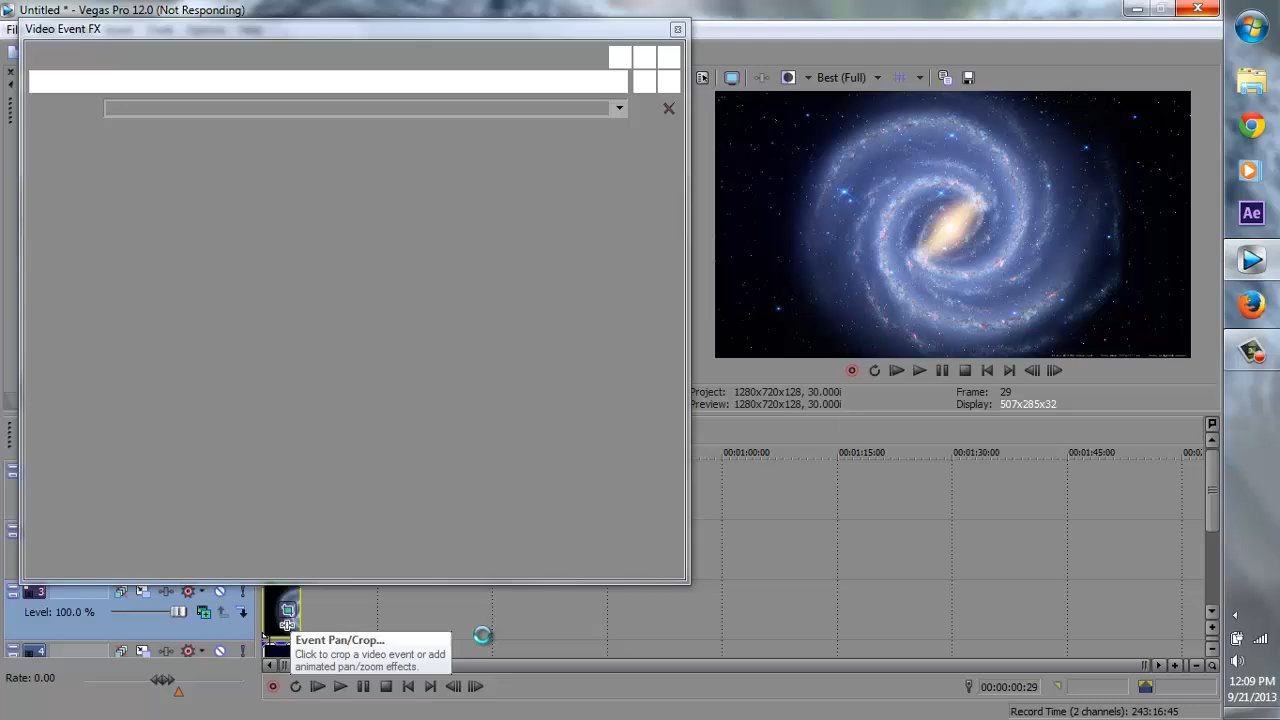 Untitled * - Vegas Pro 12.0 (Not Responding)
Video Event FX
Best (Full)
Project: 1280x720x128, 30.000i
Frame: 29
Preview: 1280x720x128, 30.000i
Display: 507x285x32
00:01:00:00
00:01:15:00
00:01:30:00
00:01:45:00
3
Level: 100.0 %
4
Event Pan/Crop...
Click to crop a video event or add
animated pan/zoom effects.
Rate: 0.00
00:00:00:29
Record Time (2 channels): 243:16:45
Ae
12:09 PM
9/21/2013